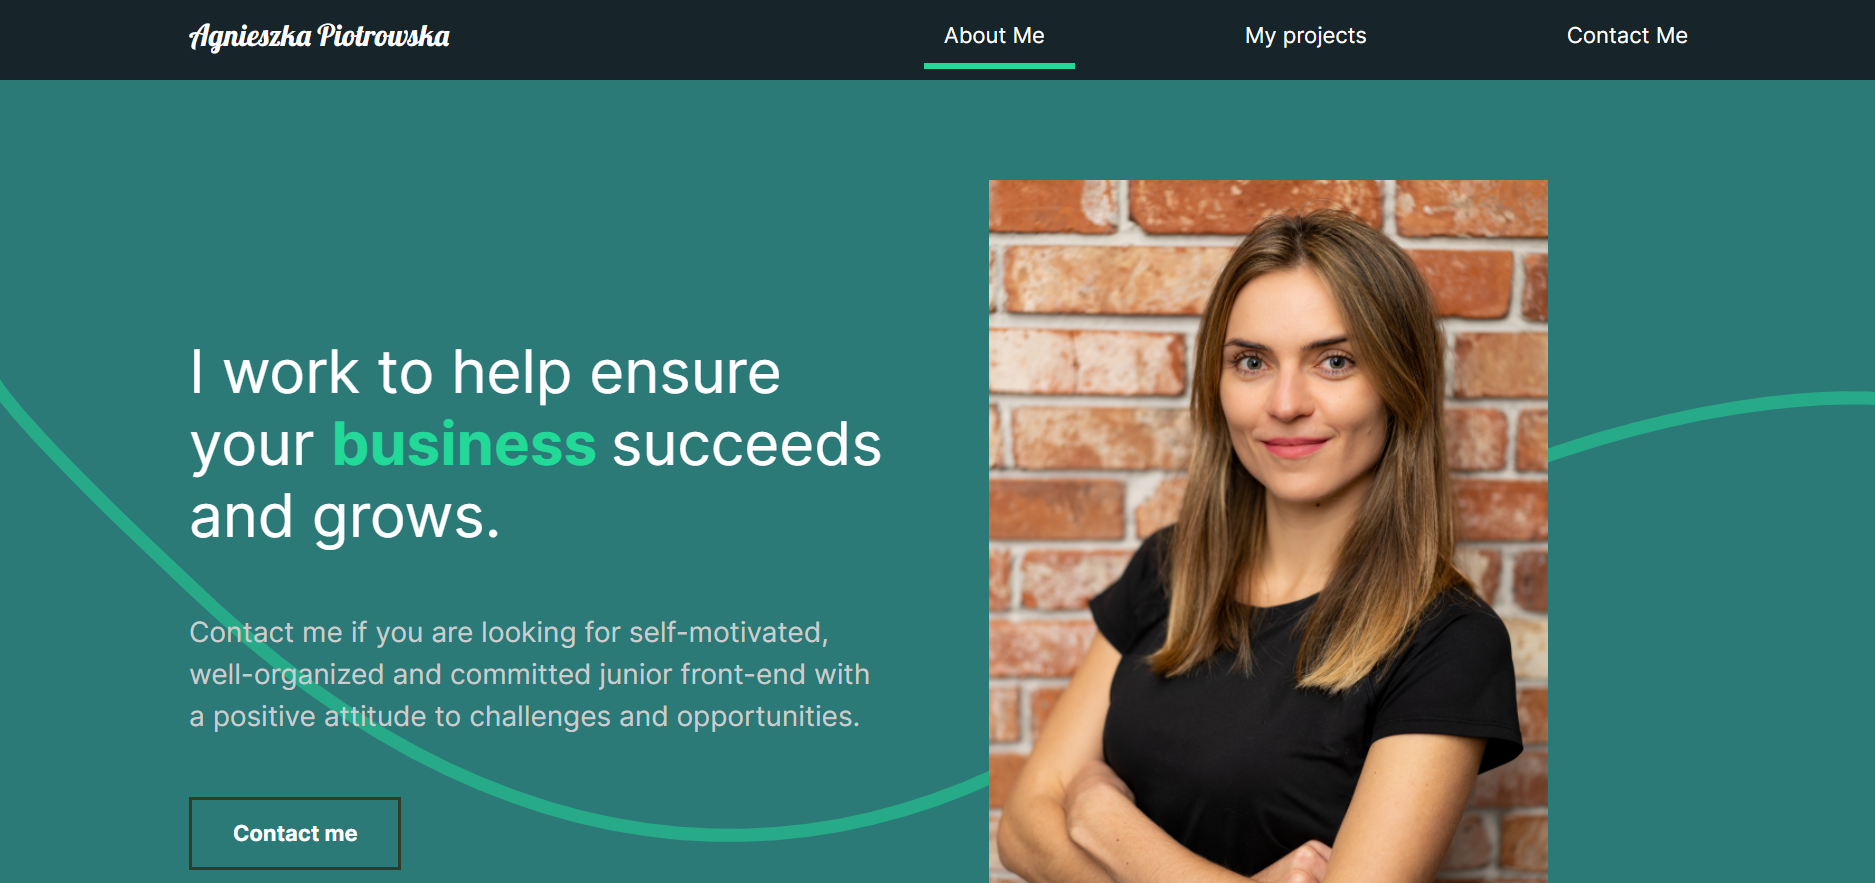 Agnieszka Piotrowska
About Me
My projects
Contact Me
I work to help ensure
your business succeeds
and grows.
Contact me if you are looking for self-motivated,
well-organized and committed junior front-end with
a positive attitude to challenges and opportunities.
Contact me